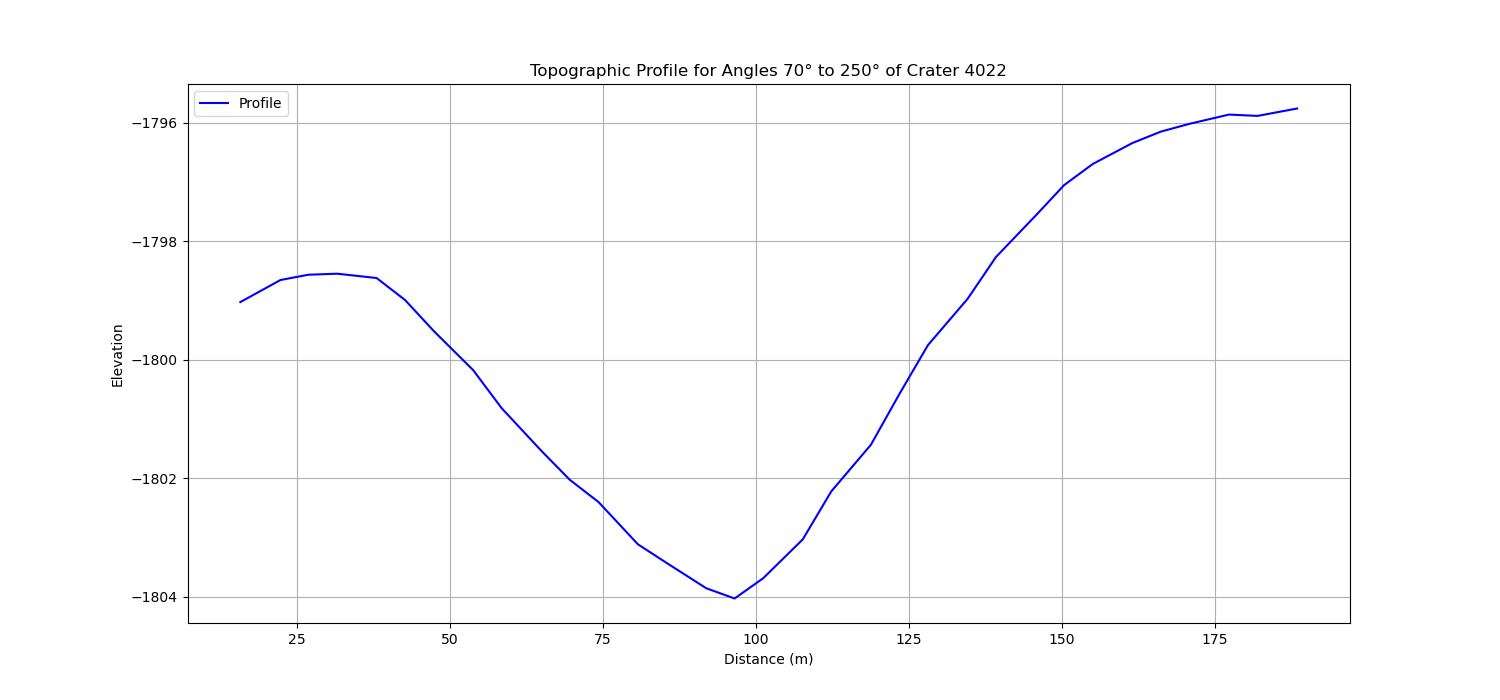 Topographic Profile for Angles 70° to 250° of Crater 4022
Profile
−1796
−1798
−1800
−1802
−1804
Elevation
25 50 75 100 125 150 175
Distance (m)